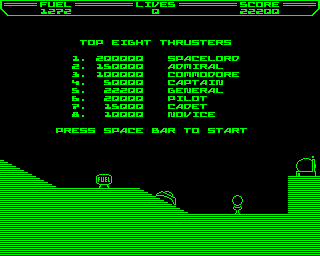 FUEL LIVES SCORE
1272 0 22200
TOP EIGHT THRUSTERS
1. 200000 SPACELORD
2. 150000 ADMIRAL
3. 100000 COMMODORE
4. 50000 CAPTAIN
5. 22200 GENERAL
6. 20000 PILOT
7. 15000 CADET
8. 10000 NOVICE
PRESS SPACE BAR TO START
FUEL